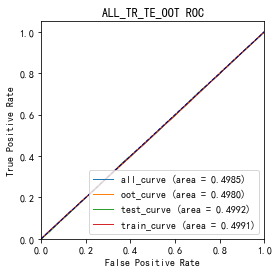 ALL_TR_TE_OOT ROC
True Positive Rate
1.0
0.8
0.6
0.4
0.2
0.0
all_curve (area = 0.4985)
oot_curve (area = 0.4980)
test_curve (area = 0.4992)
train_curve (area = 0.4991)
0.0 0.2 0.4 0.6 0.8 1.0
False Positive Rate